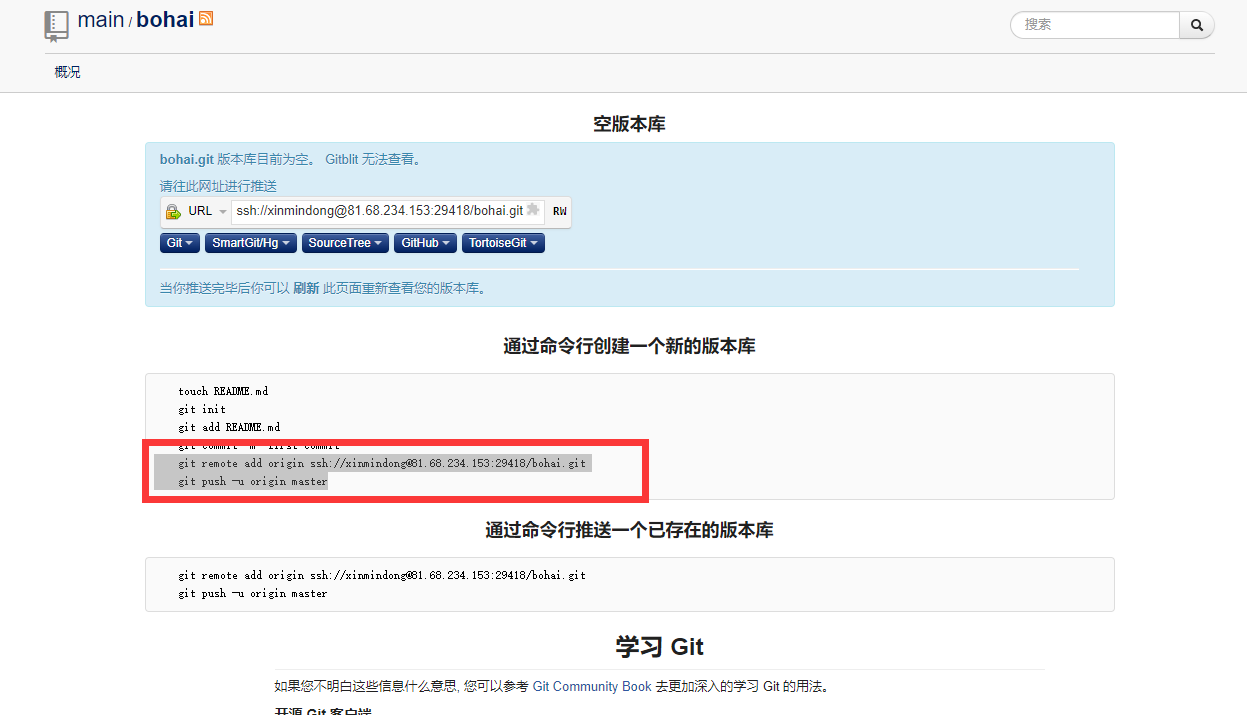 main / bohai
搜索
概况
空版本库
bohai.git 版本库目前为空。 Gitblit 无法查看。
请往此网址进行推送
URL ssh://xinmindong@81.68.234.153:29418/bohai.git RW
Git SmartGit/Hg SourceTree GitHub TortoiseGit
当你推送完毕后你可以 刷新 此页面重新查看您的版本库。
通过命令行创建一个新的版本库
touch README.md
git init
git add README.md
git commit -m "first commit"
git remote add origin ssh://xinmindong@81.68.234.153:29418/bohai.git
git push -u origin master
通过命令行推送一个已存在的版本库
git remote add origin ssh://xinmindong@81.68.234.153:29418/bohai.git
git push -u origin master
学习 Git
如果您不明白这些信息什么意思, 您可以参考 Git Community Book 去更加深入的学习 Git 的用法。
开源 Git 客户端